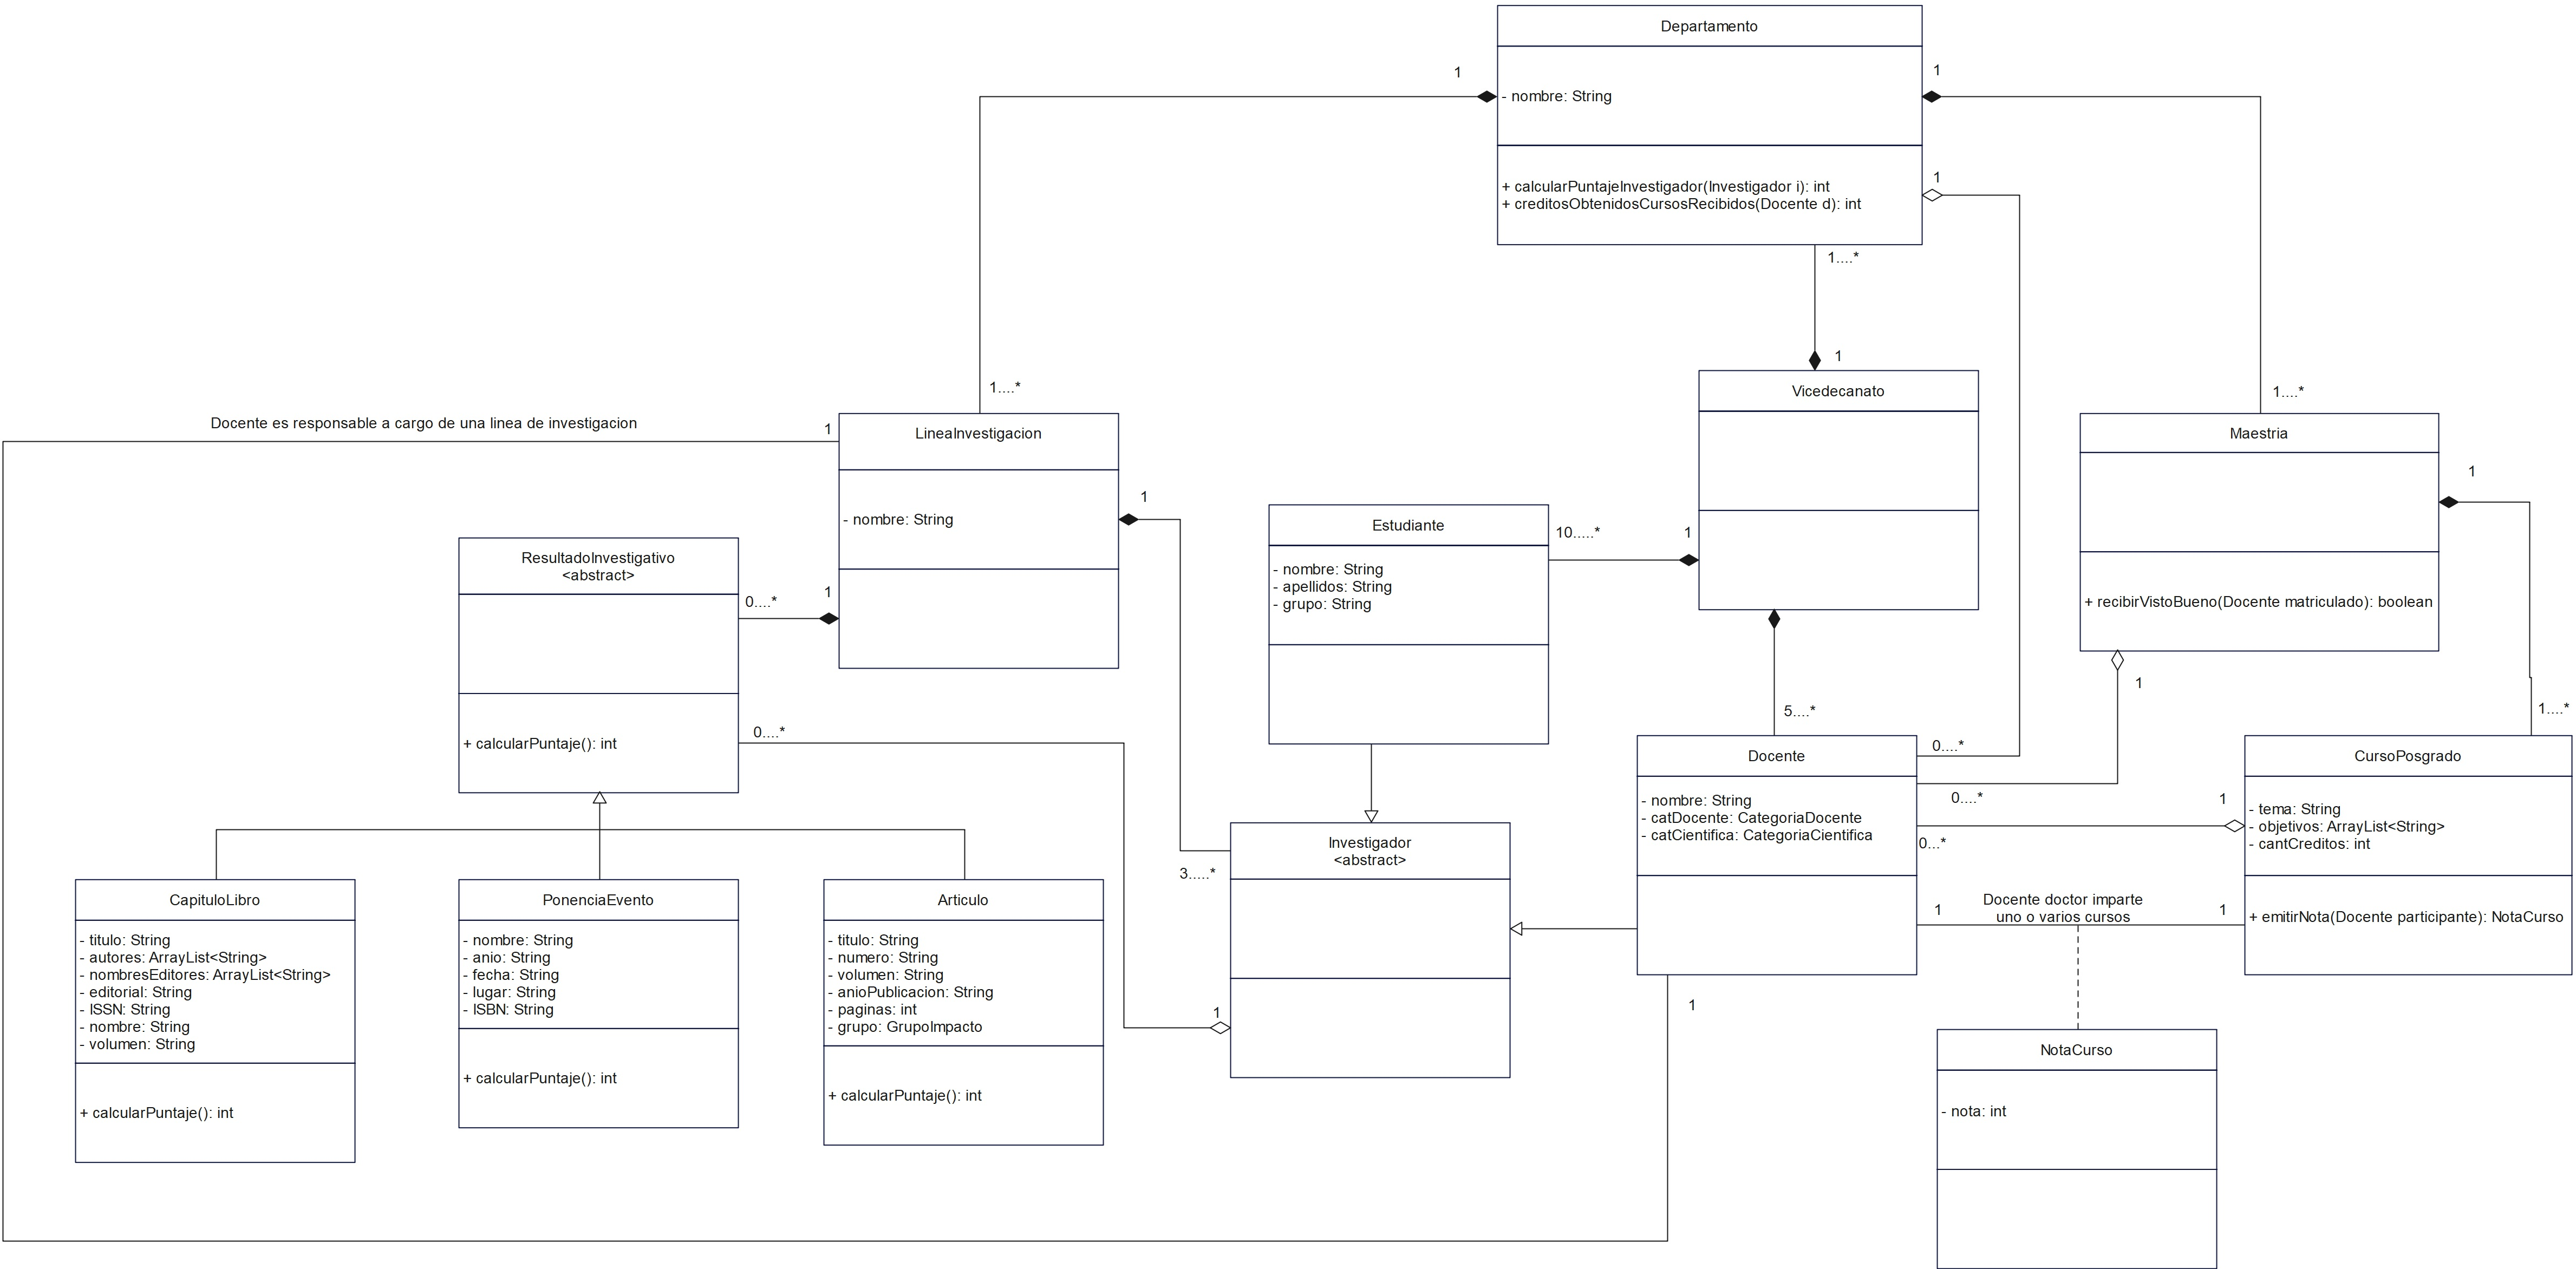 Departamento
- nombre: String
+ calcularPuntajeInvestigador(Investigador i): int
+ creditosObtenidosCursosRecibidos(Docente d): int
1
1
1
1....*
1
1....*
1....*
Vicedecanato
Docente es responsable a cargo de una linea de investigacion
1
LineaInvestigacion
- nombre: String
1
1
0....*
Maestria
+ recibirVistoBueno(Docente matriculado): boolean
1
1
1....*
Estudiante
- nombre: String
- apellidos: String
- grupo: String
10.....*
1
5....*
ResultadoInvestigativo
<abstract>
+ calcularPuntaje(): int
0....*
Docente
- nombre: String
- catDocente: CategoriaDocente
- catCientifica: CategoriaCientifica
0....*
0....*
0...*
1
CursoPosgrado
- tema: String
- objetivos: ArrayList<String>
- cantCreditos: int
+ emitirNota(Docente participante): NotaCurso
Docente doctor imparte
uno o varios cursos
1
1
1
Investigador
<abstract>
3.....*
1
CapituloLibro
- titulo: String
- autores: ArrayList<String>
- nombresEditores: ArrayList<String>
- editorial: String
- ISSN: String
- nombre: String
- volumen: String
+ calcularPuntaje(): int
PonenciaEvento
- nombre: String
- anio: String
- fecha: String
- lugar: String
- ISBN: String
+ calcularPuntaje(): int
Articulo
- titulo: String
- numero: String
- volumen: String
- anioPublicacion: String
- paginas: int
- grupo: GrupoImpacto
+ calcularPuntaje(): int
NotaCurso
- nota: int